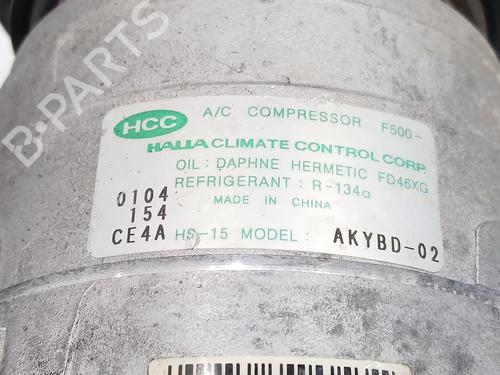 HCC A/C COMPRESSOR F500-
HALLA CLIMATE CONTROL CORP.
OIL : DAPHNE HERMETIC FD46XG
REFRIGERANT : R-134a
0104 MADE IN CHINA
154
CE4A HS-15 MODEL : AKYBD-02
B-PARTS